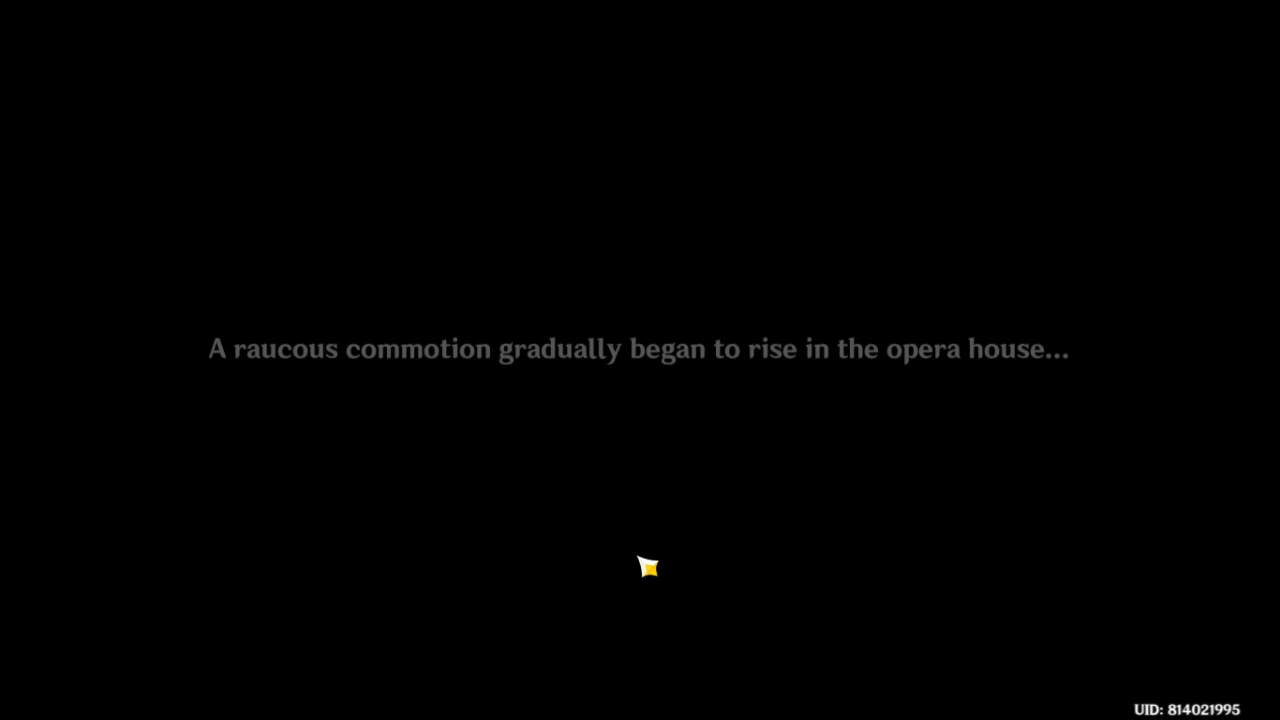 A raucous commotion gradually began to rise in the opera house...
UID: 814021995